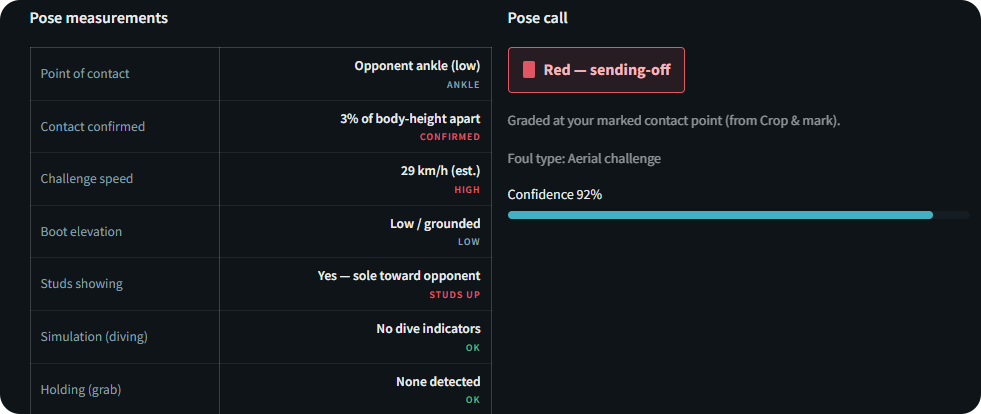 Pose measurements
Point of contact
Opponent ankle (low)
ANKLE
Contact confirmed
3% of body-height apart
CONFIRMED
Challenge speed
29 km/h (est.)
HIGH
Boot elevation
Low / grounded
LOW
Studs showing
Yes — sole toward opponent
STUDS UP
Simulation (diving)
No dive indicators
OK
Holding (grab)
None detected
OK
Pose call
Red — sending-off
Graded at your marked contact point (from Crop & mark).
Foul type: Aerial challenge
Confidence 92%